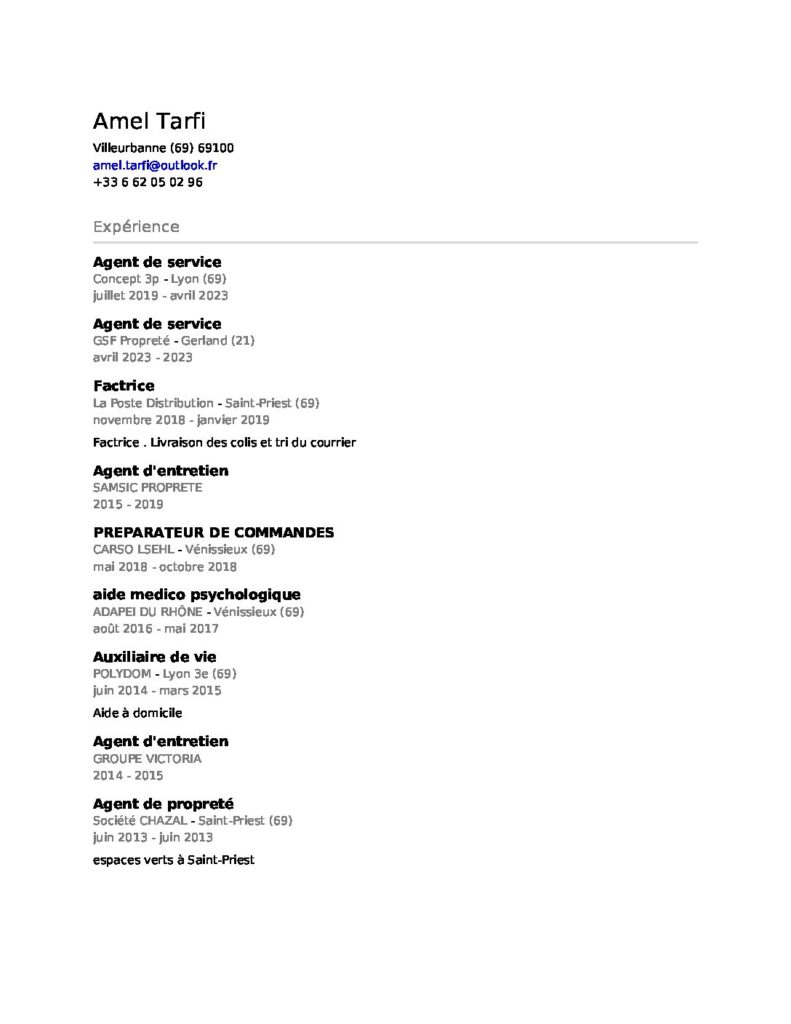 Amel Tarfi
Villeurbanne (69) 69100
amel.tarfi@outlook.fr
+33 6 62 05 02 96
Expérience
Agent de service
Concept 3p - Lyon (69)
juillet 2019 - avril 2023
Agent de service
GSF Propreté - Gerland (21)
avril 2023 - 2023
Factrice
La Poste Distribution - Saint-Priest (69)
novembre 2018 - janvier 2019
Factrice . Livraison des colis et tri du courrier
Agent d'entretien
SAMSIC PROPRETE
2015 - 2019
PREPARATEUR DE COMMANDES
CARSO LSEHL - Vénissieux (69)
mai 2018 - octobre 2018
aide medico psychologique
ADAPEI DU RHÔNE - Vénissieux (69)
août 2016 - mai 2017
Auxiliaire de vie
POLYDOM - Lyon 3e (69)
juin 2014 - mars 2015
Aide à domicile
Agent d'entretien
GROUPE VICTORIA
2014 - 2015
Agent de propreté
Société CHAZAL - Saint-Priest (69)
juin 2013 - juin 2013
espaces verts à Saint-Priest